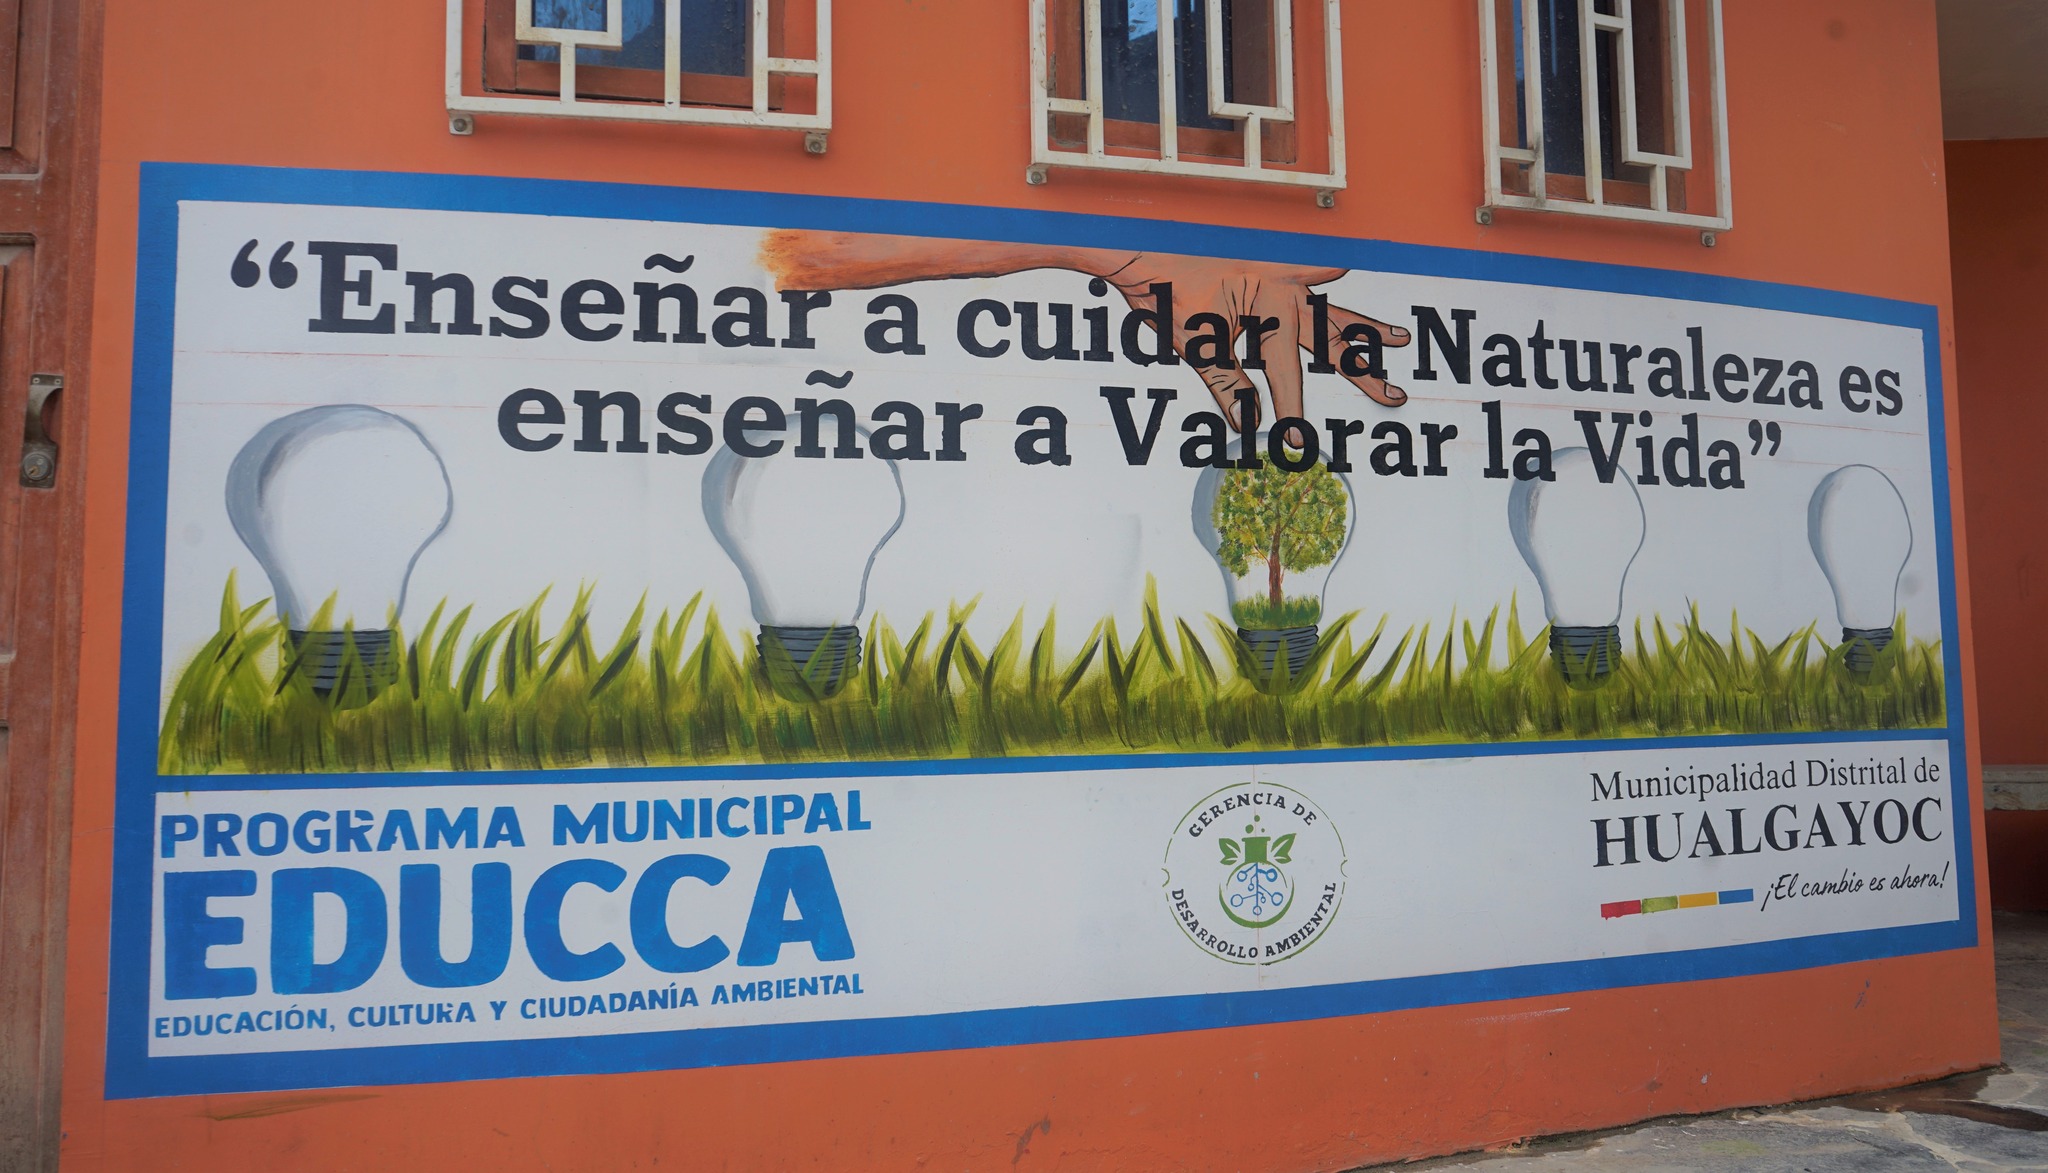 “Enseñar a cuidar la Naturaleza es
enseñar a Valorar la Vida”
PROGRAMA MUNICIPAL
EDUCCA
EDUCACIÓN, CULTURA Y CIUDADANÍA AMBIENTAL
GERENCIA DE
DESARROLLO AMBIENTAL
Municipalidad Distrital de
HUALGAYOC
¡El cambio es ahora!